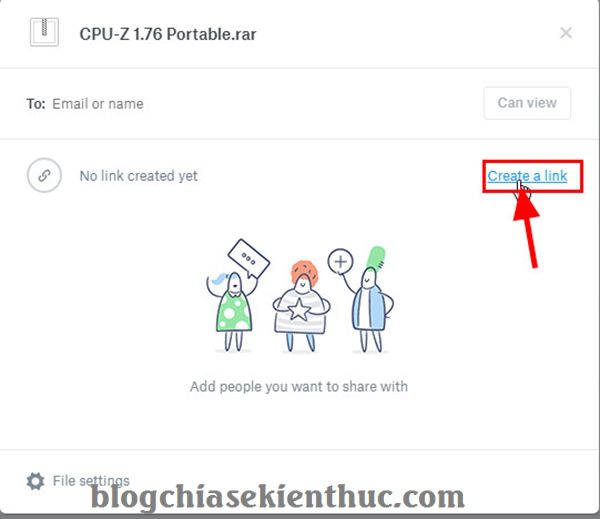 CPU-Z 1.76 Portable.rar
To: Email or name
Can view
No link created yet
Create a link
Add people you want to share with
File settings
blogchiasekienthuc.com